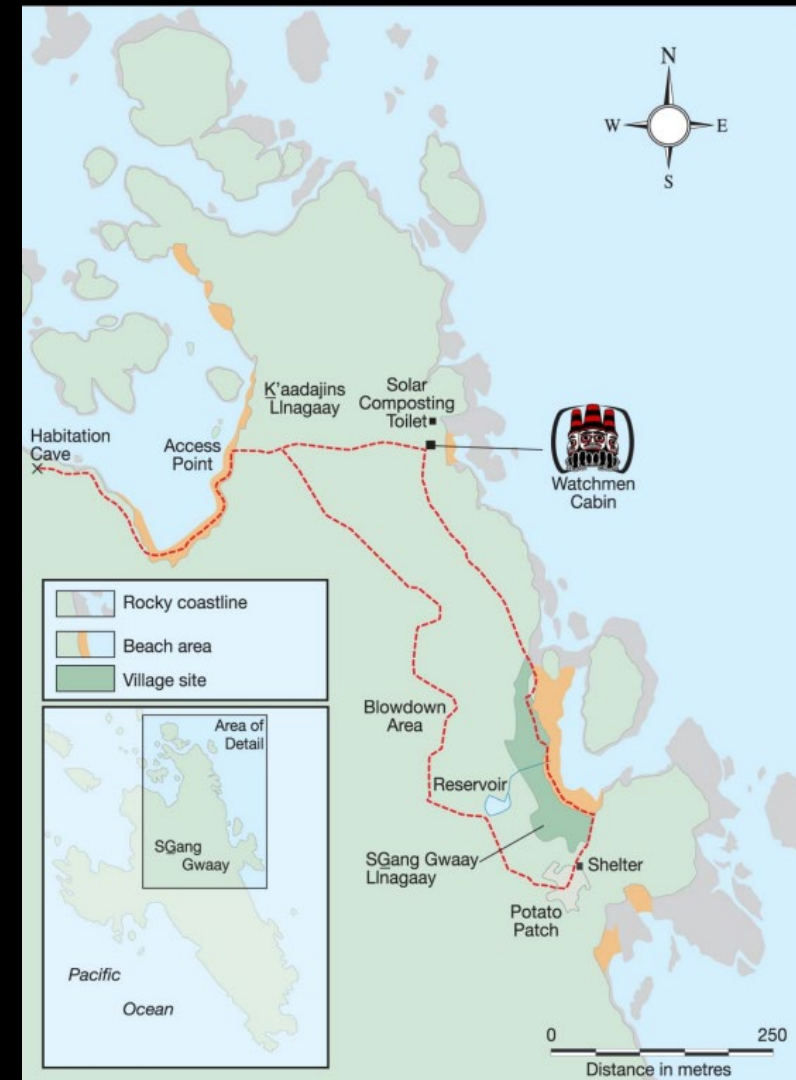 N
W E
S
K̲'aadajins
Llnagaay
Solar
Composting
Toilet
Habitation
Cave
Access
Point
Watchmen
Cabin
Rocky coastline
Beach area
Village site
Blowdown
Area
Area of
Detail
Reservoir
SG̲ang
Gwaay
SG̲ang Gwaay
Llnagaay
Shelter
Potato
Patch
Pacific
Ocean
0 250
Distance in metres